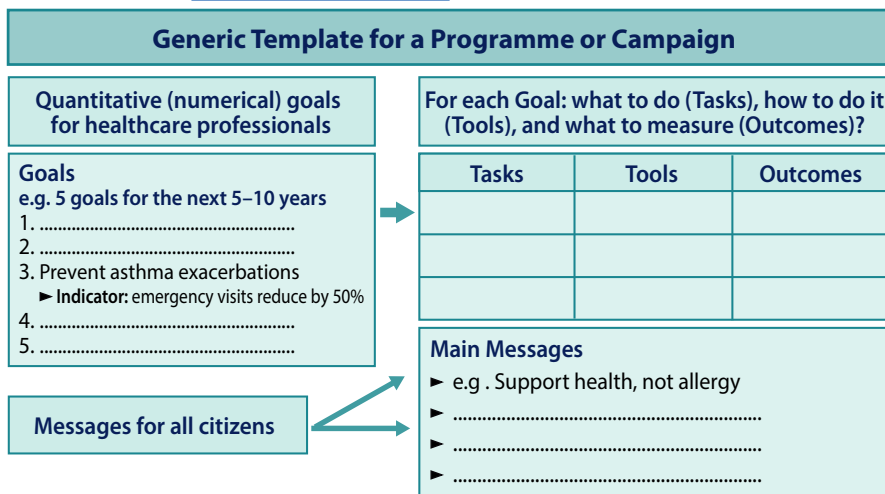 Generic Template for a Programme or Campaign
Quantitative (numerical) goals
for healthcare professionals
For each Goal: what to do (Tasks), how to do it
(Tools), and what to measure (Outcomes)?
Goals
e.g. 5 goals for the next 5–10 years
1. ..........................................................
2. ..........................................................
3. Prevent asthma exacerbations
► Indicator: emergency visits reduce by 50%
4. ..........................................................
5. ..........................................................
Tasks Tools Outcomes
Messages for all citizens
Main Messages
► e.g . Support health, not allergy
► ..............................................................
► ..............................................................
► ..............................................................